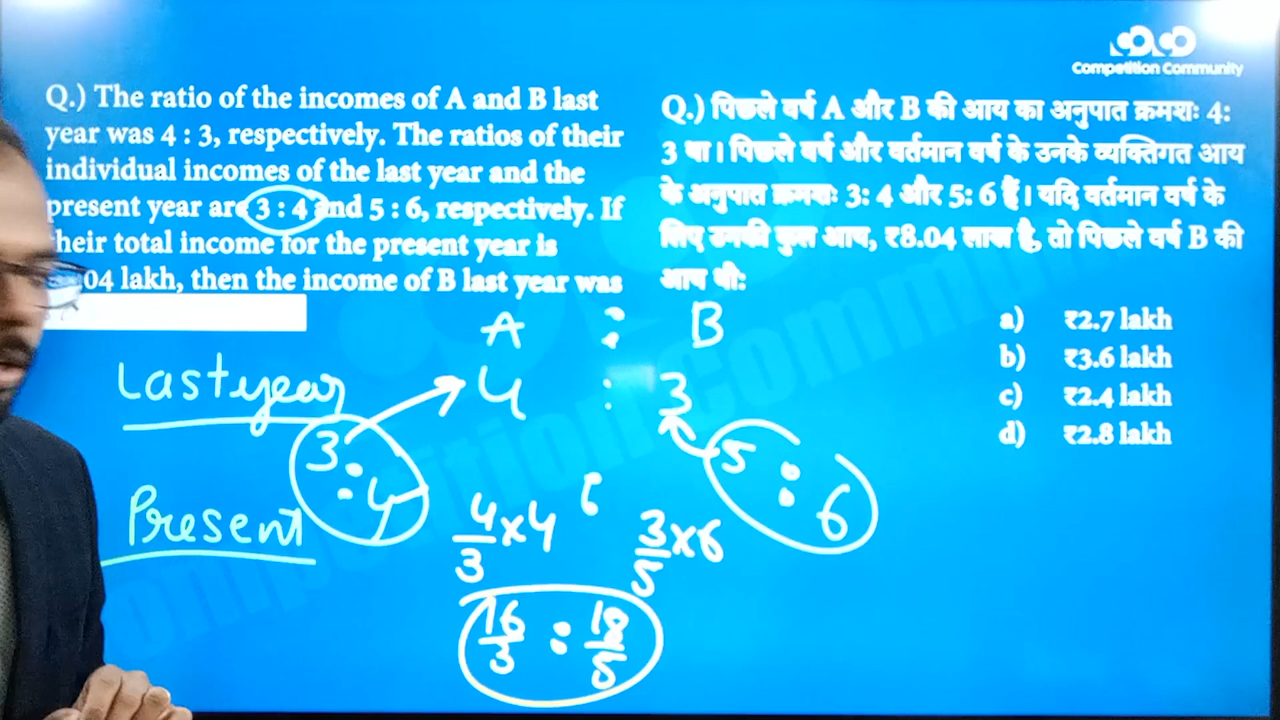 Competition Community
Q.) The ratio of the incomes of A and B last
year was 4 : 3, respectively. The ratios of their
individual incomes of the last year and the
present year are 3 : 4 and 5 : 6, respectively. If
their total income for the present year is
04 lakh, then the income of B last year was
Q.) पिछले वर्ष A और B की आय का अनुपात क्रमशः 4:
3 था। पिछले वर्ष और वर्तमान वर्ष के उनके व्यक्तिगत आय
के अनुपात क्रमशः 3: 4 और 5: 6 हैं। यदि वर्तमान वर्ष के
लिए उनकी कुल आय, ₹8.04 लाख है, तो पिछले वर्ष B की
आय थी:
a) ₹2.7 lakh
b) ₹3.6 lakh
c) ₹2.4 lakh
d) ₹2.8 lakh
A : B
Last year 4 : 3
3 : 4
5 : 6
Present 4/3 × 4 3/5 × 6
16/3 : 18/5